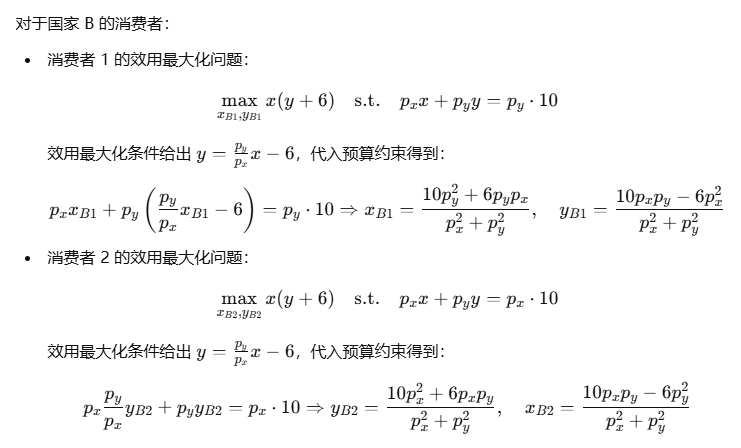 对于国家 B 的消费者：
• 消费者 1 的效用最大化问题：
$\max_{x_{B1},y_{B1}} x(y+6) \quad \text{s.t.} \quad p_x x + p_y y = p_y \cdot 10$
效用最大化条件给出 $y = \frac{p_y}{p_x}x - 6$，代入预算约束得到：
$p_x x_{B1} + p_y \left( \frac{p_y}{p_x} x_{B1} - 6 \right) = p_y \cdot 10 \Rightarrow x_{B1} = \frac{10p_y^2 + 6p_y p_x}{p_x^2 + p_y^2}, \quad y_{B1} = \frac{10p_x p_y - 6p_x^2}{p_x^2 + p_y^2}$
• 消费者 2 的效用最大化问题：
$\max_{x_{B2},y_{B2}} x(y+6) \quad \text{s.t.} \quad p_x x + p_y y = p_x \cdot 10$
效用最大化条件给出 $y = \frac{p_y}{p_x}x - 6$，代入预算约束得到：
$p_x \frac{p_y}{p_x} y_{B2} + p_y y_{B2} = p_x \cdot 10 \Rightarrow y_{B2} = \frac{10p_x^2 + 6p_x p_y}{p_x^2 + p_y^2}, \quad x_{B2} = \frac{10p_x p_y - 6p_y^2}{p_x^2 + p_y^2}$